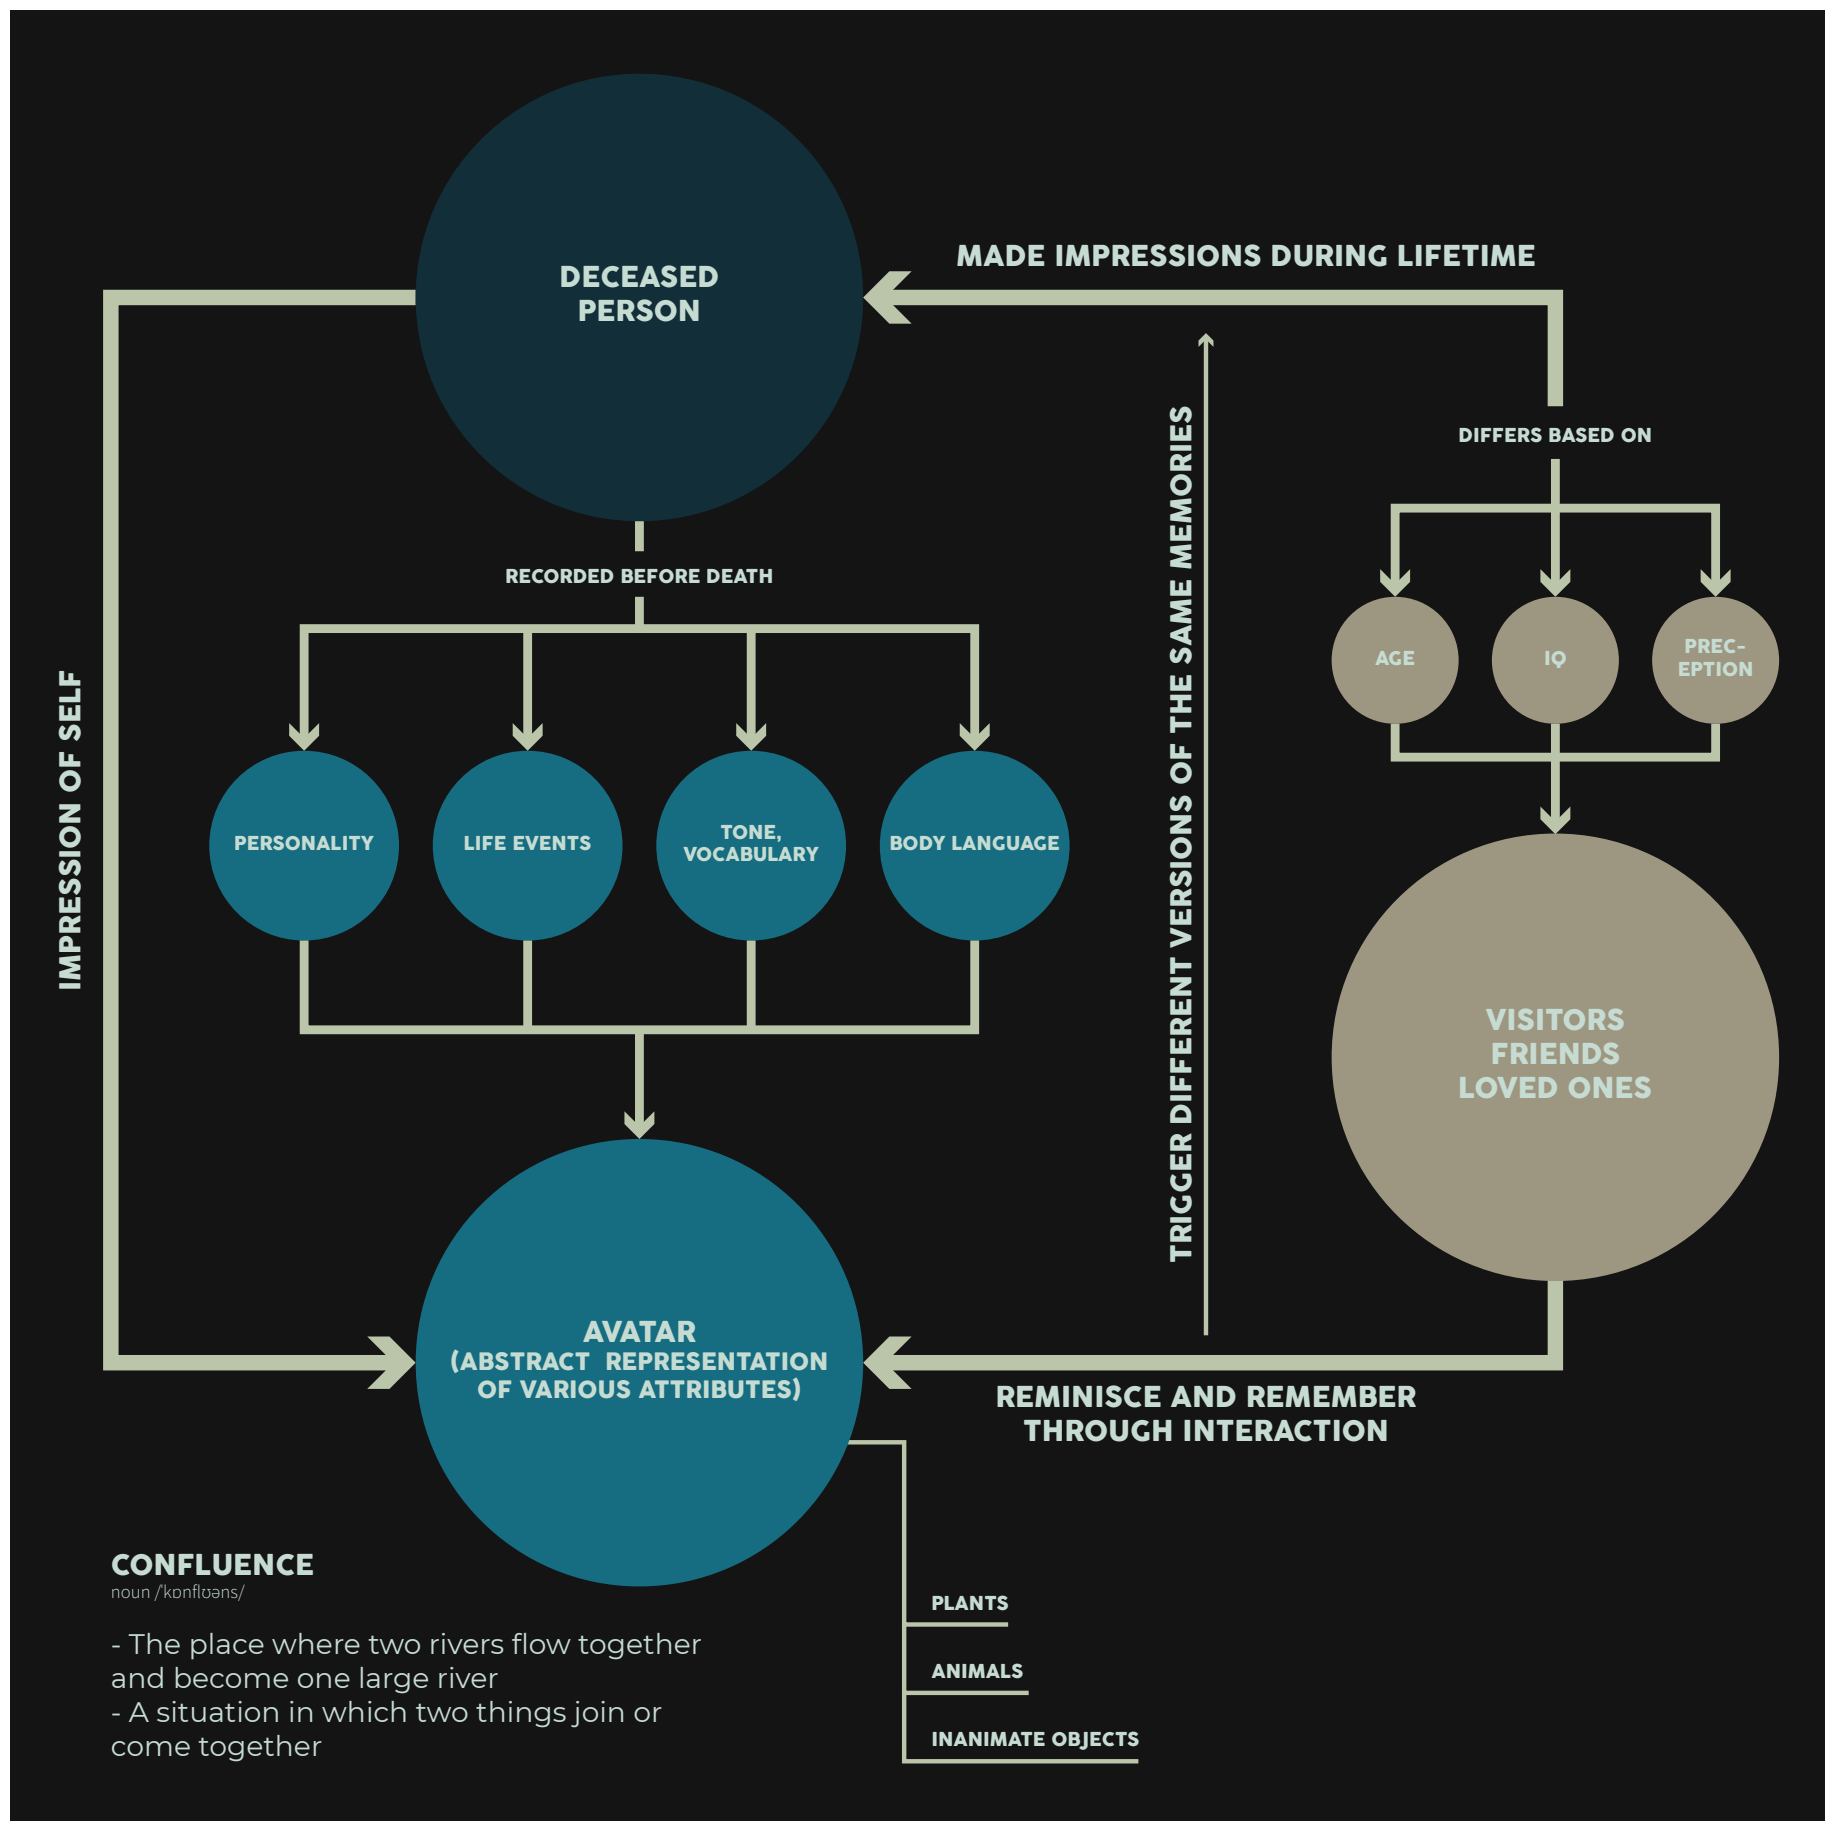 DECEASED
PERSON
MADE IMPRESSIONS DURING LIFETIME
DIFFERS BASED ON
RECORDED BEFORE DEATH
AGE
IQ
PREC-
EPTION
IMPRESSION OF SELF
TRIGGER DIFFERENT VERSIONS OF THE SAME MEMORIES
PERSONALITY
LIFE EVENTS
TONE,
VOCABULARY
BODY LANGUAGE
VISITORS
FRIENDS
LOVED ONES
AVATAR
(ABSTRACT REPRESENTATION
OF VARIOUS ATTRIBUTES)
REMINISCE AND REMEMBER
THROUGH INTERACTION
CONFLUENCE
noun /ˈkɒnflʊəns/
- The place where two rivers flow together
and become one large river
- A situation in which two things join or
come together
PLANTS
ANIMALS
INANIMATE OBJECTS